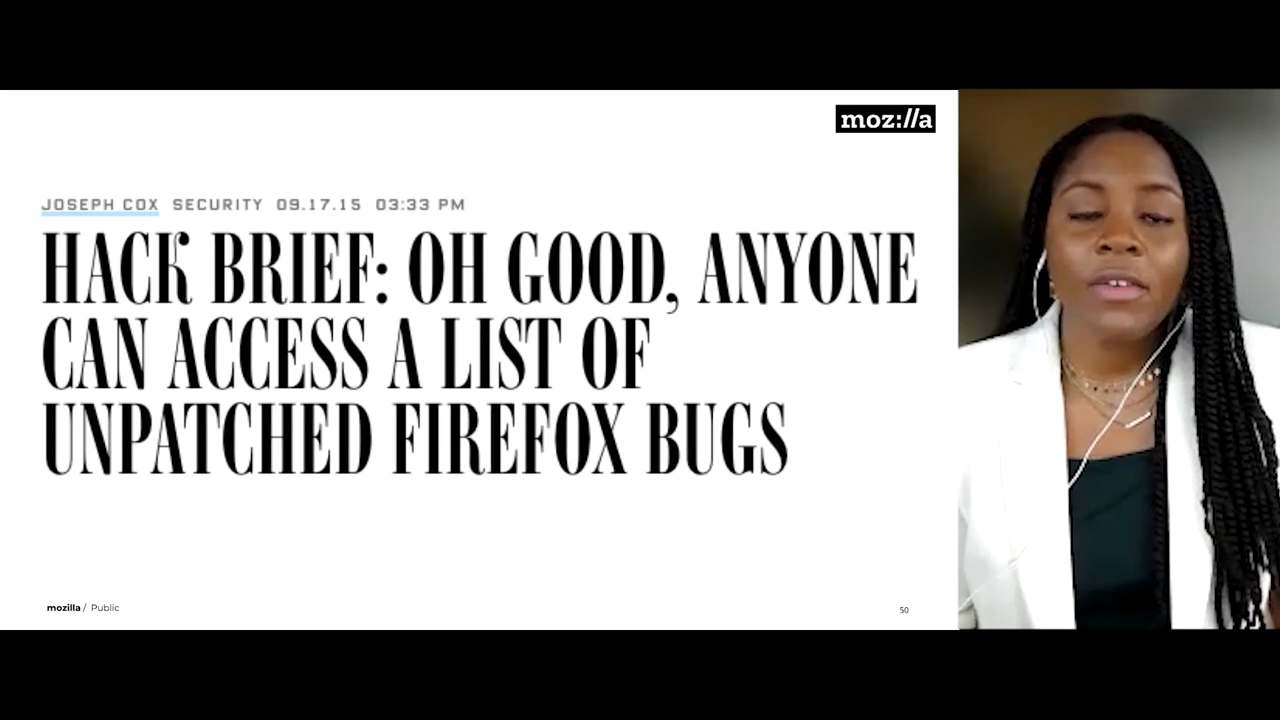 moz://a
JOSEPH COX SECURITY 09.17.15 03:33 PM
HACK BRIEF: OH GOOD, ANYONE
CAN ACCESS A LIST OF
UNPATCHED FIREFOX BUGS
mozilla / Public
50